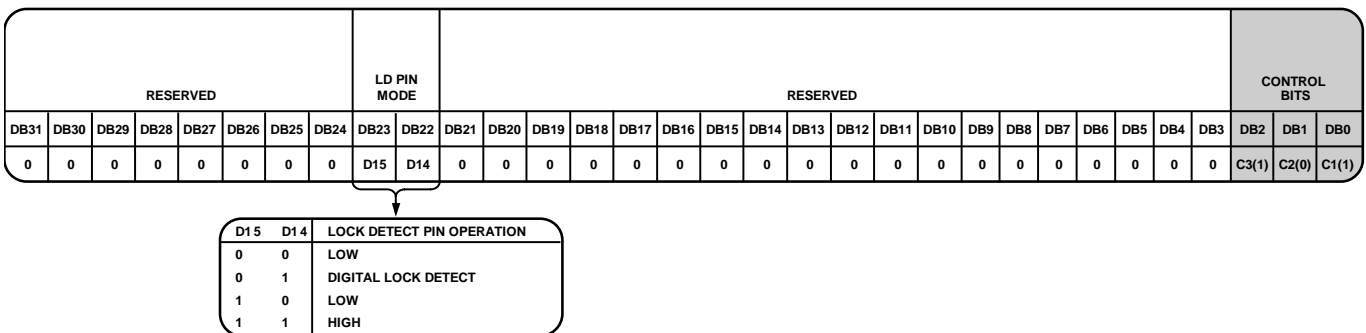 RESERVED LD PIN MODE RESERVED CONTROL BITS
DB31 DB30 DB29 DB28 DB27 DB26 DB25 DB24 DB23 DB22 DB21 DB20 DB19 DB18 DB17 DB16 DB15 DB14 DB13 DB12 DB11 DB10 DB9 DB8 DB7 DB6 DB5 DB4 DB3 DB2 DB1 DB0
0 0 0 0 0 0 0 0 D15 D14 0 0 0 0 0 0 0 0 0 0 0 0 0 0 0 0 0 0 0 C3(1) C2(0) C1(1)
D15 D14 LOCK DETECT PIN OPERATION
0 0 LOW
0 1 DIGITAL LOCK DETECT
1 0 LOW
1 1 HIGH